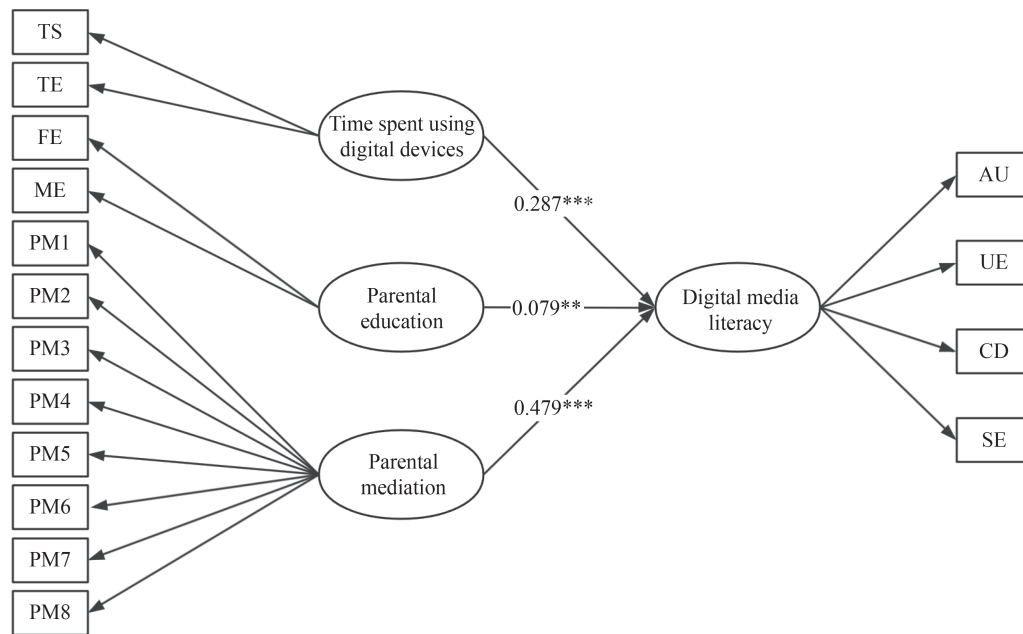 TS
TE
FE
ME
PM1
PM2
PM3
PM4
PM5
PM6
PM7
PM8
Time spent using
digital devices
Parental
education
Parental
mediation
0.287***
0.079**
0.479***
Digital media
literacy
AU
UE
CD
SE